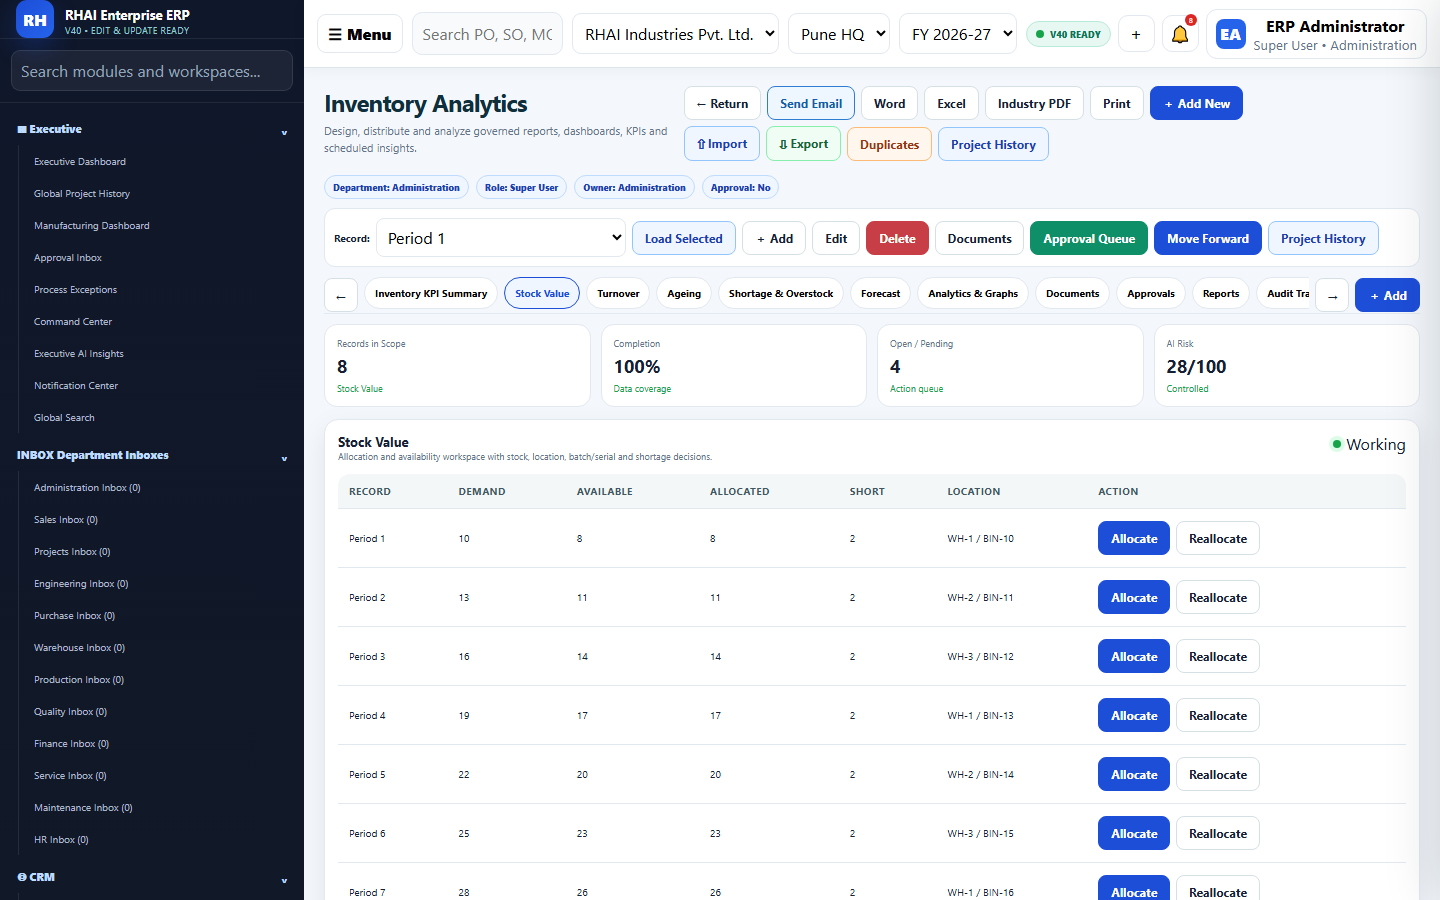 RH
RHAI Enterprise ERP
V40 • EDIT & UPDATE READY
Search modules and workspaces...
Executive
Executive Dashboard
Global Project History
Manufacturing Dashboard
Approval Inbox
Process Exceptions
Command Center
Executive AI Insights
Notification Center
Global Search
INBOX Department Inboxes
Administration Inbox (0)
Sales Inbox (0)
Projects Inbox (0)
Engineering Inbox (0)
Purchase Inbox (0)
Warehouse Inbox (0)
Production Inbox (0)
Quality Inbox (0)
Finance Inbox (0)
Service Inbox (0)
Maintenance Inbox (0)
HR Inbox (0)
CRM
☰ Menu
Search PO, SO, MO
RHAI Industries Pvt. Ltd.
Pune HQ
FY 2026-27
V40 READY
+
8
EA
ERP Administrator
Super User • Administration
Inventory Analytics
Design, distribute and analyze governed reports, dashboards, KPIs and
scheduled insights.
← Return
Send Email
Word
Excel
Industry PDF
Print
+ Add New
⇧ Import
⇩ Export
Duplicates
Project History
Department: Administration
Role: Super User
Owner: Administration
Approval: No
Record:
Period 1
Load Selected
+ Add
Edit
Delete
Documents
Approval Queue
Move Forward
Project History
←
Inventory KPI Summary
Stock Value
Turnover
Ageing
Shortage & Overstock
Forecast
Analytics & Graphs
Documents
Approvals
Reports
Audit Tra
→
+ Add
Records in Scope
8
Stock Value
Completion
100%
Data coverage
Open / Pending
4
Action queue
AI Risk
28/100
Controlled
Stock Value
Allocation and availability workspace with stock, location, batch/serial and shortage decisions.
Working
RECORD DEMAND AVAILABLE ALLOCATED SHORT LOCATION ACTION
Period 1 10 8 8 2 WH-1 / BIN-10 Allocate Reallocate
Period 2 13 11 11 2 WH-2 / BIN-11 Allocate Reallocate
Period 3 16 14 14 2 WH-3 / BIN-12 Allocate Reallocate
Period 4 19 17 17 2 WH-1 / BIN-13 Allocate Reallocate
Period 5 22 20 20 2 WH-2 / BIN-14 Allocate Reallocate
Period 6 25 23 23 2 WH-3 / BIN-15 Allocate Reallocate
Period 7 28 26 26 2 WH-1 / BIN-16 Allocate Reallocate